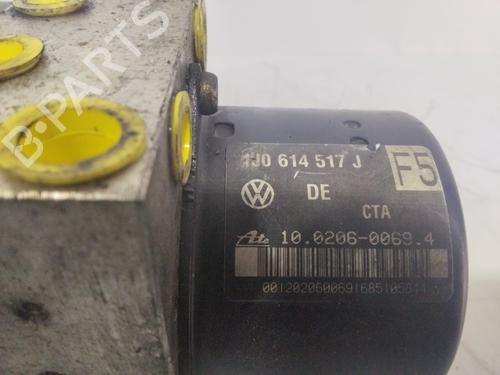 B-PARTS
1J0 614 517 J
F5
DE
CTA
Ate 10.0206-0069.4